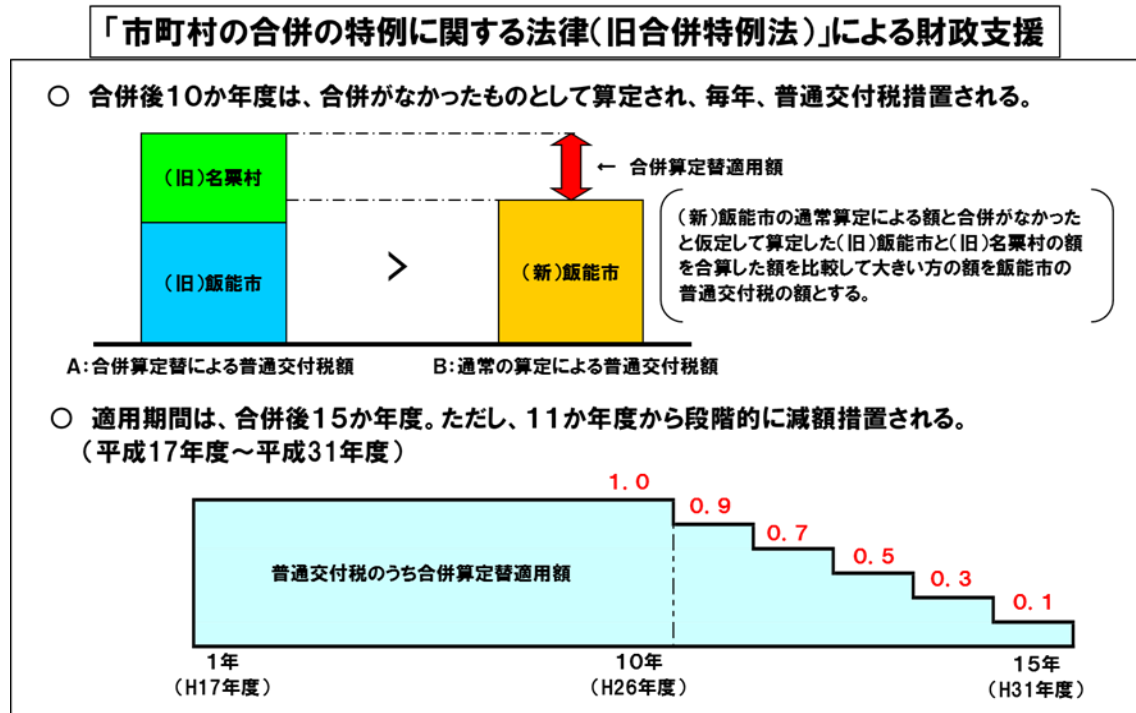 「市町村の合併の特例に関する法律(旧合併特例法)」による財政支援
○ 合併後10か年度は、合併がなかったものとして算定され、毎年、普通交付税措置される。
(旧)名栗村
(旧)飯能市
>
(新)飯能市
← 合併算定替適用額
(新)飯能市の通常算定による額と合併がなかった
と仮定して算定した(旧)飯能市と(旧)名栗村の額
を合算した額を比較して大きい方の額を飯能市の
普通交付税の額とする。
A:合併算定替による普通交付税額
B:通常の算定による普通交付税額
○ 適用期間は、合併後15か年度。ただし、11か年度から段階的に減額措置される。
(平成17年度~平成31年度)
1.0
0.9
0.7
0.5
0.3
0.1
普通交付税のうち合併算定替適用額
1年
(H17年度)
10年
(H26年度)
15年
(H31年度)